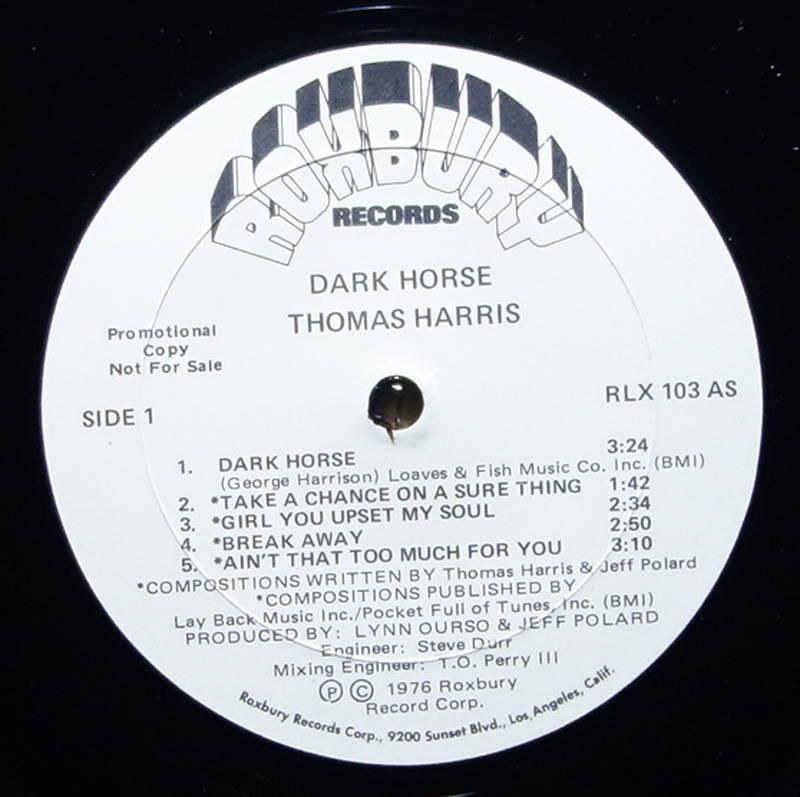 ROXBURY
RECORDS
DARK HORSE
THOMAS HARRIS
Promotional
Copy
Not For Sale
SIDE 1
RLX 103 AS
1. DARK HORSE 3:24
(George Harrison) Loaves & Fish Music Co. Inc. (BMI)
2. *TAKE A CHANCE ON A SURE THING 1:42
3. *GIRL YOU UPSET MY SOUL 2:34
4. *BREAK AWAY 2:50
5. *AIN'T THAT TOO MUCH FOR YOU 3:10
*COMPOSITIONS WRITTEN BY Thomas Harris & Jeff Polard
*COMPOSITIONS PUBLISHED BY
Lay Back Music Inc./Pocket Full of Tunes, Inc. (BMI)
PRODUCED BY: LYNN OURSO & JEFF POLARD
Engineer: Steve Durr
Mixing Engineer: T.O. Perry III
Ⓟ © 1976 Roxbury
Record Corp.
Roxbury Records Corp., 9200 Sunset Blvd., Los Angeles, Calif.